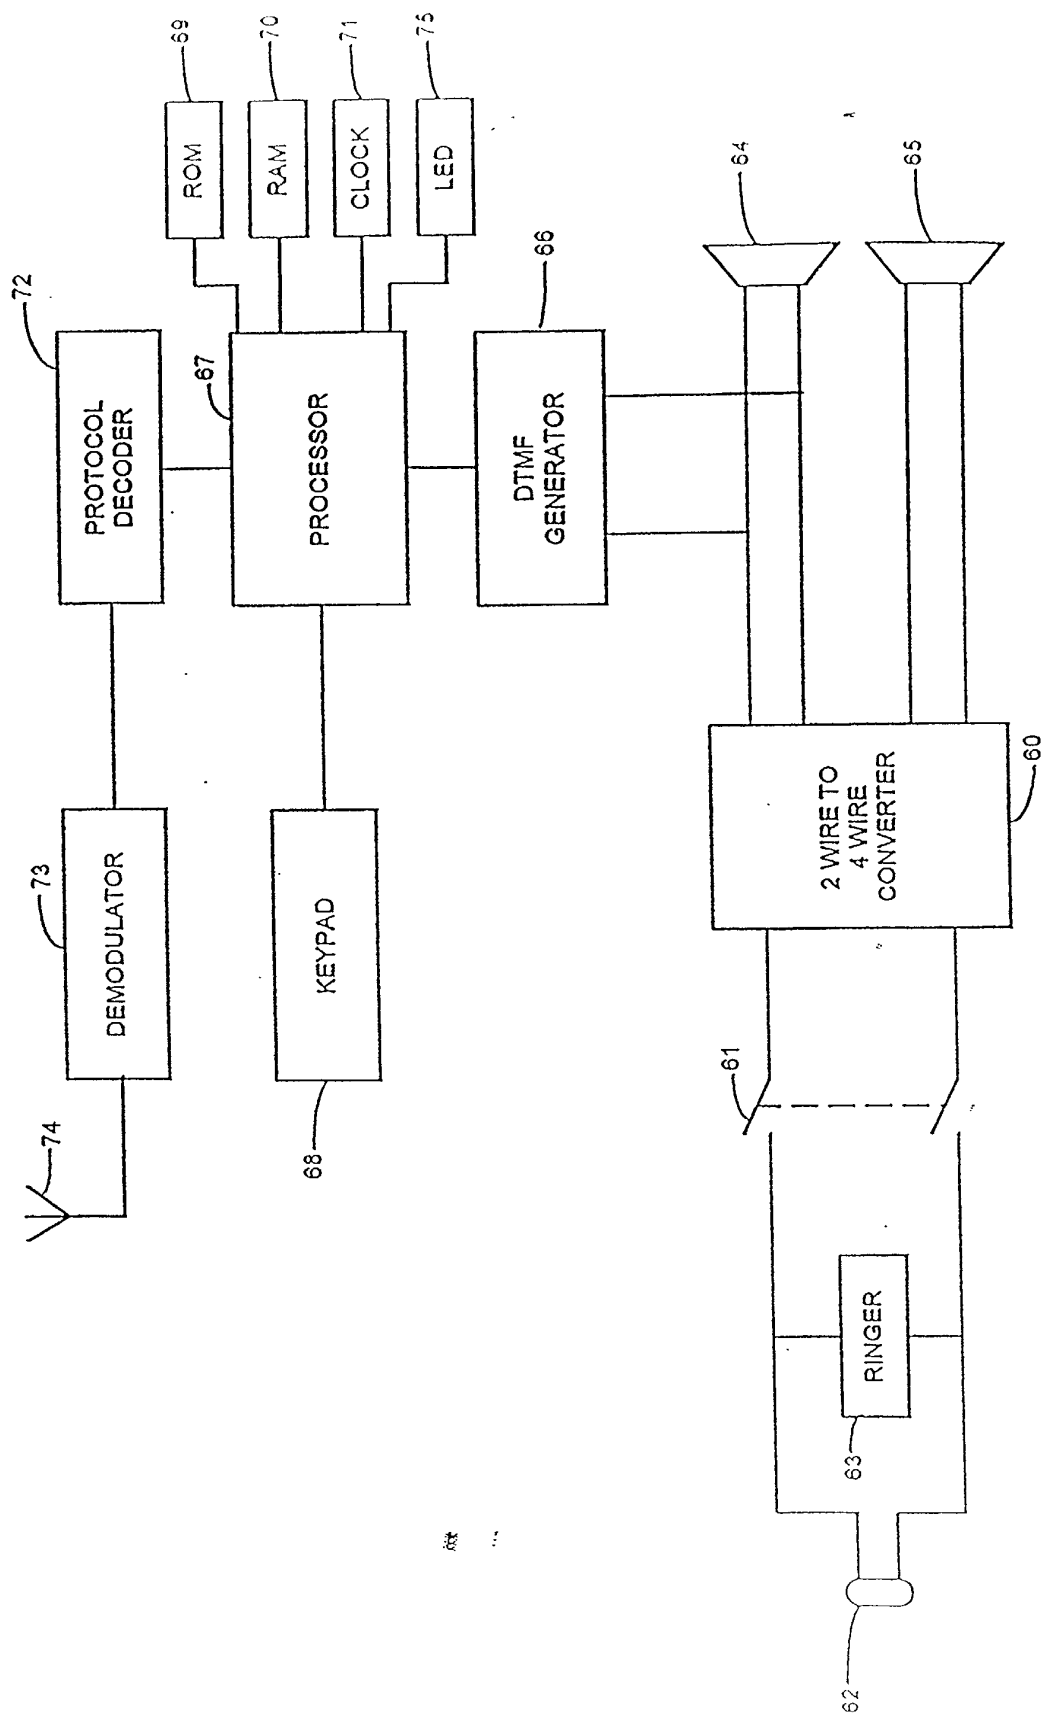 74
73
DEMODULATOR
72
PROTOCOL
DECODER
69
ROM
70
RAM
71
CLOCK
75
LED
68
KEYPAD
67
PROCESSOR
66
DTMF
GENERATOR
64
65
62
63
RINGER
61
2 WIRE TO
4 WIRE
CONVERTER
60